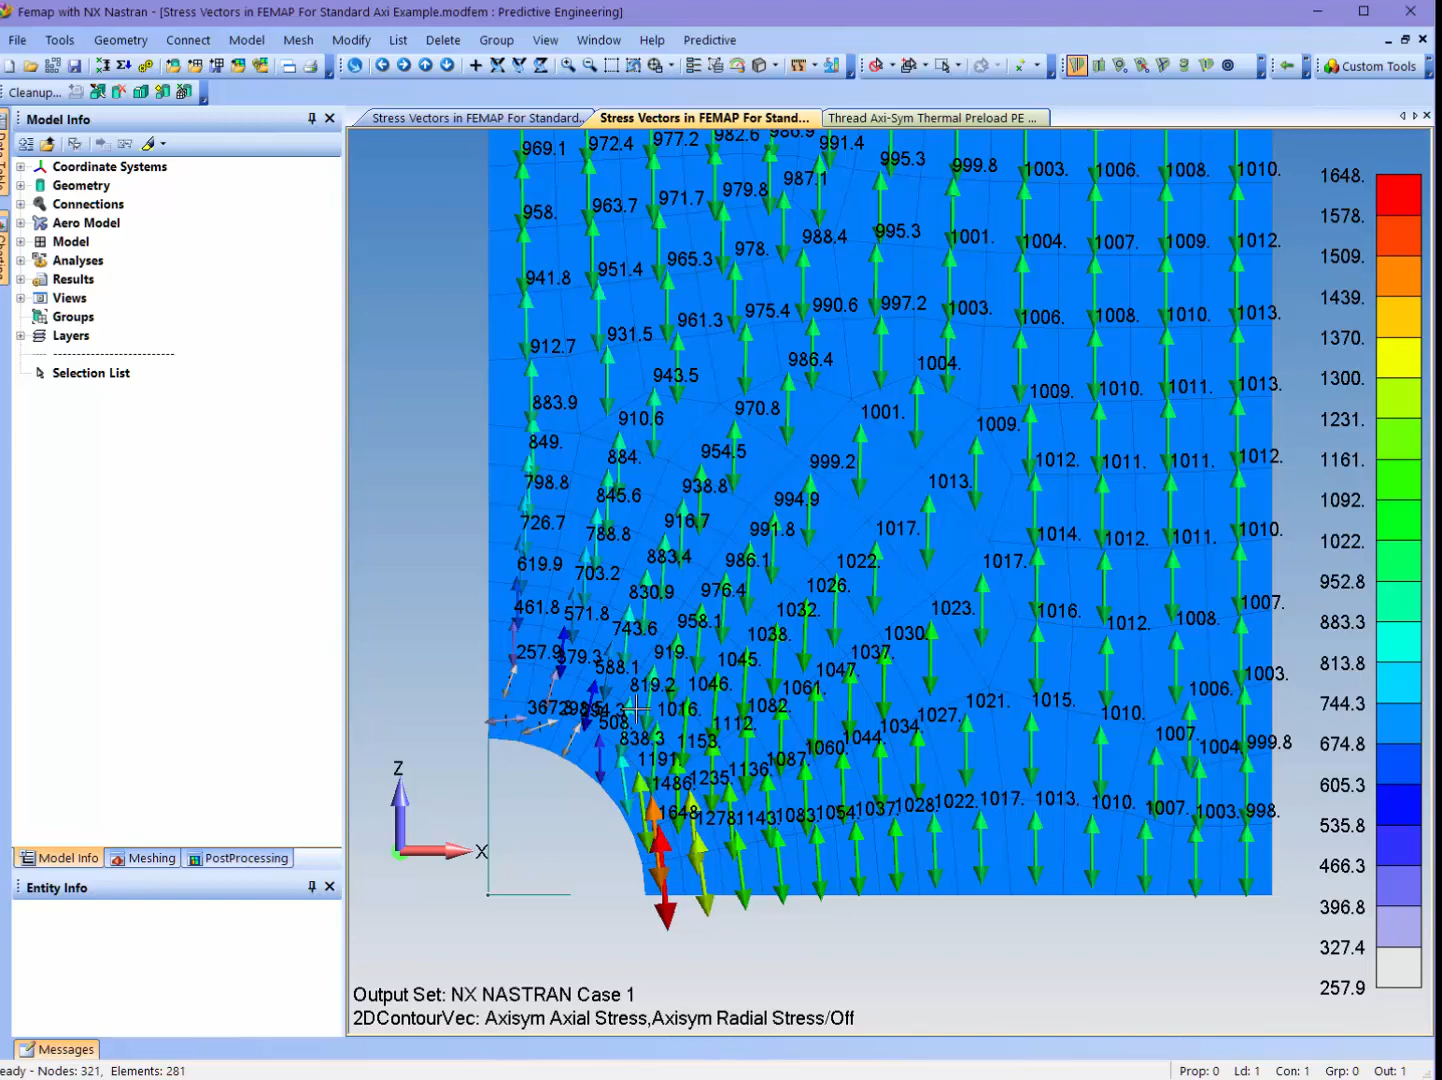 Femap with NX Nastran - [Stress Vectors in FEMAP For Standard Axi Example.modfem : Predictive Engineering]
File Tools Geometry Connect Model Mesh Modify List Delete Group View Window Help Predictive
Custom Tools
Cleanup...
Model Info
Stress Vectors in FEMAP For Standard.. Stress Vectors in FEMAP For Stand... Thread Axi-Sym Thermal Preload PE ...
Coordinate Systems
Geometry
Connections
Aero Model
Model
Analyses
Results
Views
Groups
Layers
Selection List
Model Info Meshing PostProcessing
Entity Info
Messages
969.1 972.4 977.2 982.6 986.9 991.4 995.3 999.8 1003. 1006. 1008. 1010.
958. 963.7 971.7 979.8 987.1
941.8 951.4 965.3 978. 988.4 995.3 1001. 1004. 1007. 1009. 1012.
912.7 931.5 961.3 975.4 990.6 997.2 1003. 1006. 1008. 1010. 1013.
883.9 910.6 943.5 970.8 986.4 1001. 1004. 1009. 1009. 1010. 1011. 1013.
849. 884. 954.5 999.2 1012. 1011. 1011. 1012.
798.8 845.6 938.8 994.9 1013.
726.7 788.8 916.7 991.8 1017. 1014. 1012. 1011. 1010.
619.9 703.2 883.4 986.1 1022. 1017.
461.8 571.8 830.9 976.4 1026. 1023. 1016. 1012. 1008. 1007.
257.9 379.3 743.6 958.1 1032. 1030.
588.1 919. 1045. 1038. 1037. 1003.
819.2 1046. 1061. 1047. 1021. 1015. 1010. 1006.
508. 1016. 1112. 1082. 1034. 1027.
838.3 1153. 1060. 1044. 1007. 1004. 999.8
1191. 1235. 1136. 1087.
1486. 1648. 1278. 1143. 1083. 1054. 1037. 1028. 1022. 1017. 1013. 1010. 1007. 1003. 998.
1648.
1578.
1509.
1439.
1370.
1300.
1231.
1161.
1092.
1022.
952.8
883.3
813.8
744.3
674.8
605.3
535.8
466.3
396.8
327.4
257.9
Z
X
Output Set: NX NASTRAN Case 1
2DContourVec: Axisym Axial Stress,Axisym Radial Stress/Off
eady - Nodes: 321, Elements: 281
Prop: 0 Ld: 1 Con: 1 Grp: 0 Out: 1